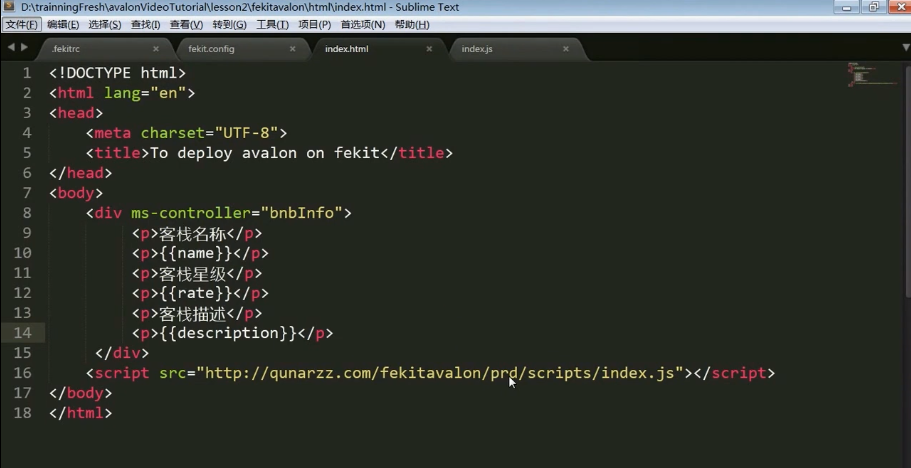 D:\trainningFresh\avalonVideoTutorial\lesson2\fekitavalon\html\index.html - Sublime Text
文件(F) 编辑(E) 选择(S) 查找(I) 查看(V) 转到(G) 工具(T) 项目(P) 首选项(N) 帮助(H)
.fekitrc × fekit.config × index.html × index.js ×
1 <!DOCTYPE html>
2 <html lang="en">
3 <head>
4 <meta charset="UTF-8">
5 <title>To deploy avalon on fekit</title>
6 </head>
7 <body>
8 <div ms-controller="bnbInfo">
9 <p>客栈名称</p>
10 <p>{{name}}</p>
11 <p>客栈星级</p>
12 <p>{{rate}}</p>
13 <p>客栈描述</p>
14 <p>{{description}}</p>
15 </div>
16 <script src="http://qunarzz.com/fekitavalon/prd/scripts/index.js"></script>
17 </body>
18 </html>